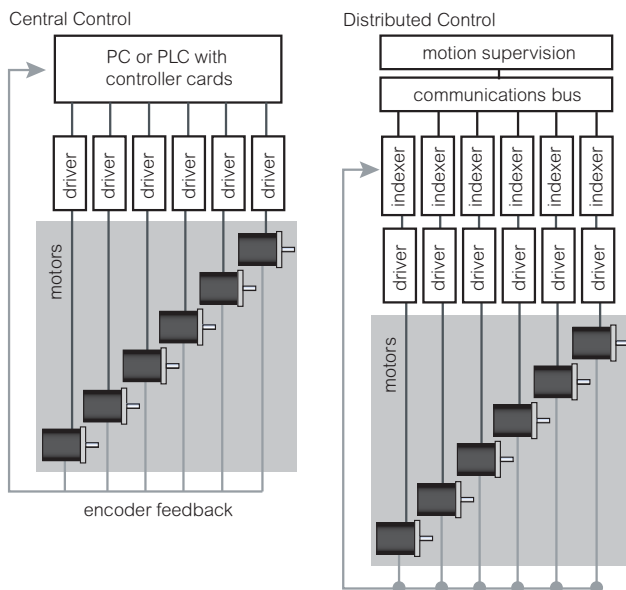 Central Control
PC or PLC with
controller cards
driver
driver
driver
driver
driver
driver
motors
encoder feedback
Distributed Control
motion supervision
communications bus
indexer
indexer
indexer
indexer
indexer
indexer
driver
driver
driver
driver
driver
driver
motors